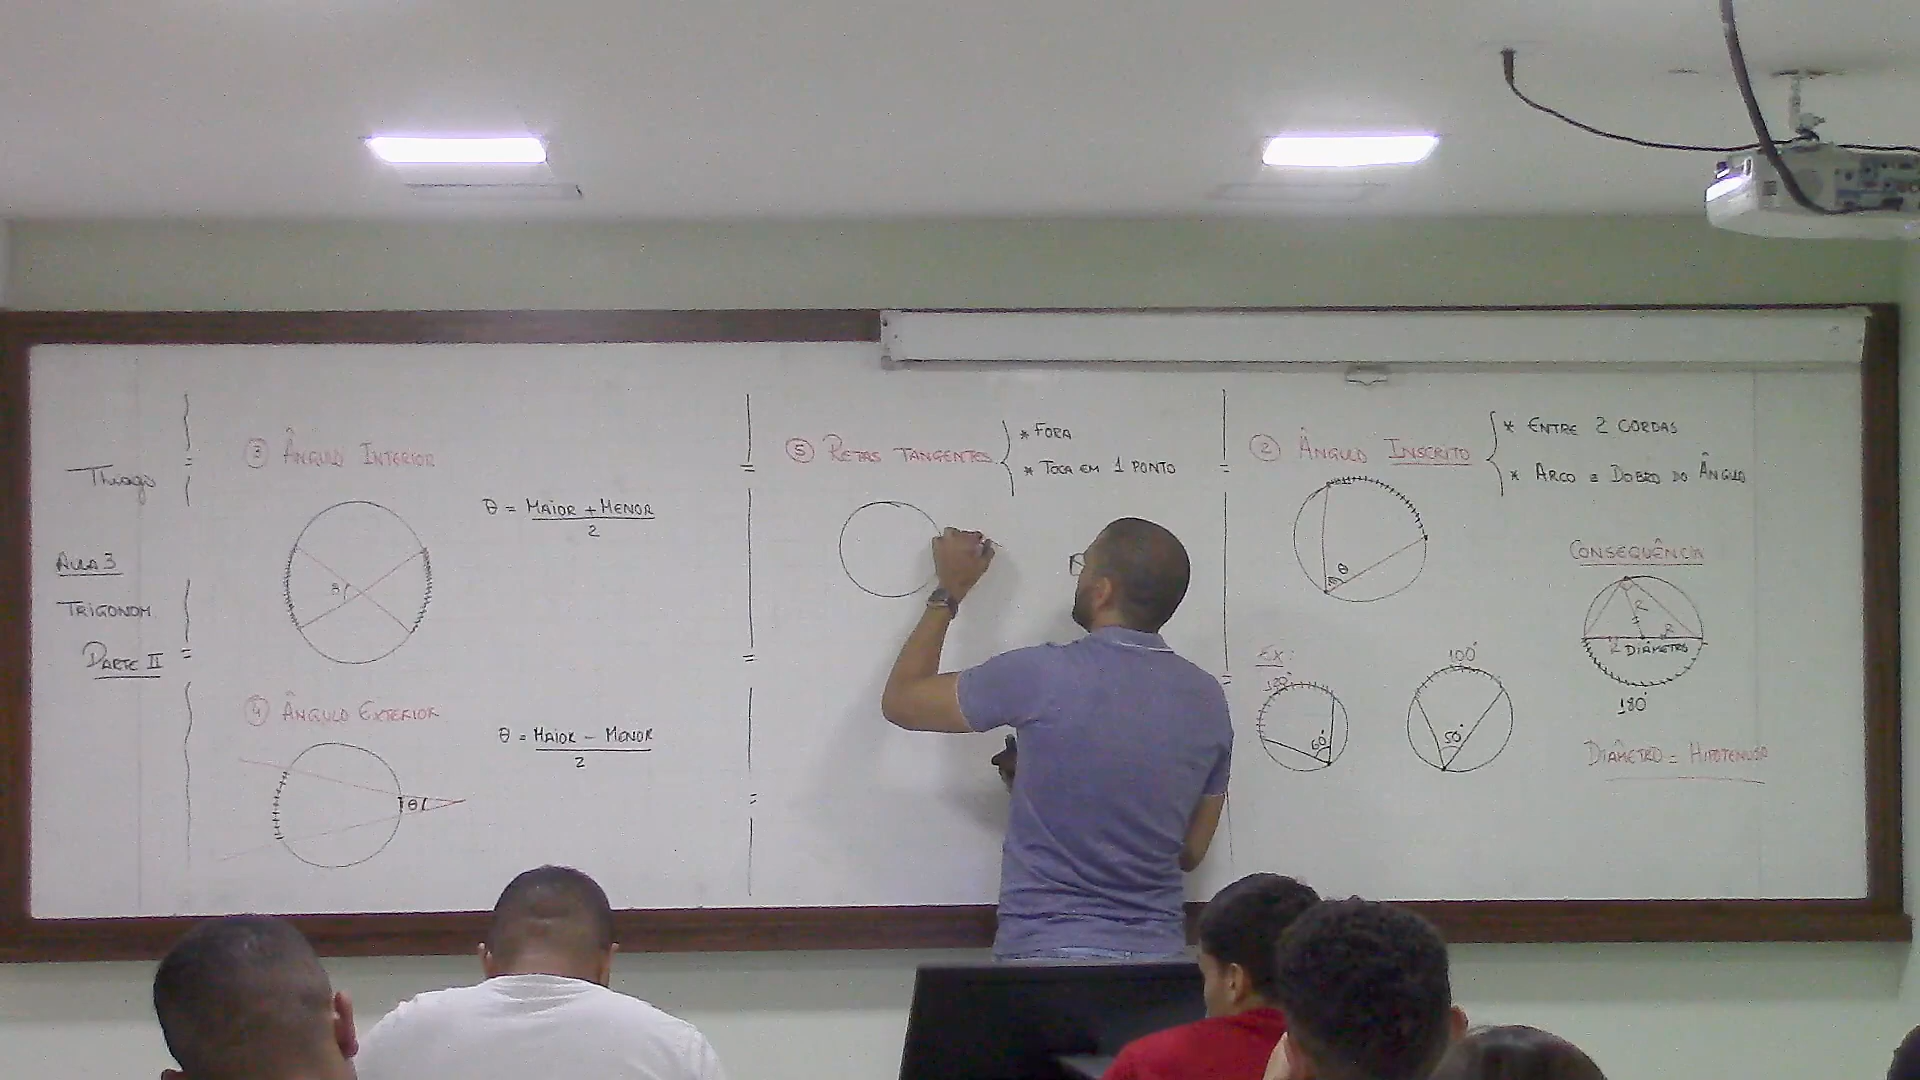 Thiago
AULA 3
TRIGONOM.
PARTE II
3 ÂNGULO INTERIOR
θ = MAIOR + MENOR
2
4 ÂNGULO EXTERIOR
θ
θ = MAIOR - MENOR
2
5 RETAS TANGENTES
* FORA
* TOCA EM 1 PONTO
2 ÂNGULO INSCRITO
* ENTRE 2 CORDAS
* ARCO = DOBRO DO ÂNGULO
θ
EX:
120°
60°
100°
50°
CONSEQUÊNCIA
R
R
R
DIÂMETRO
180°
DIÂMETRO = HIPOTENUSA